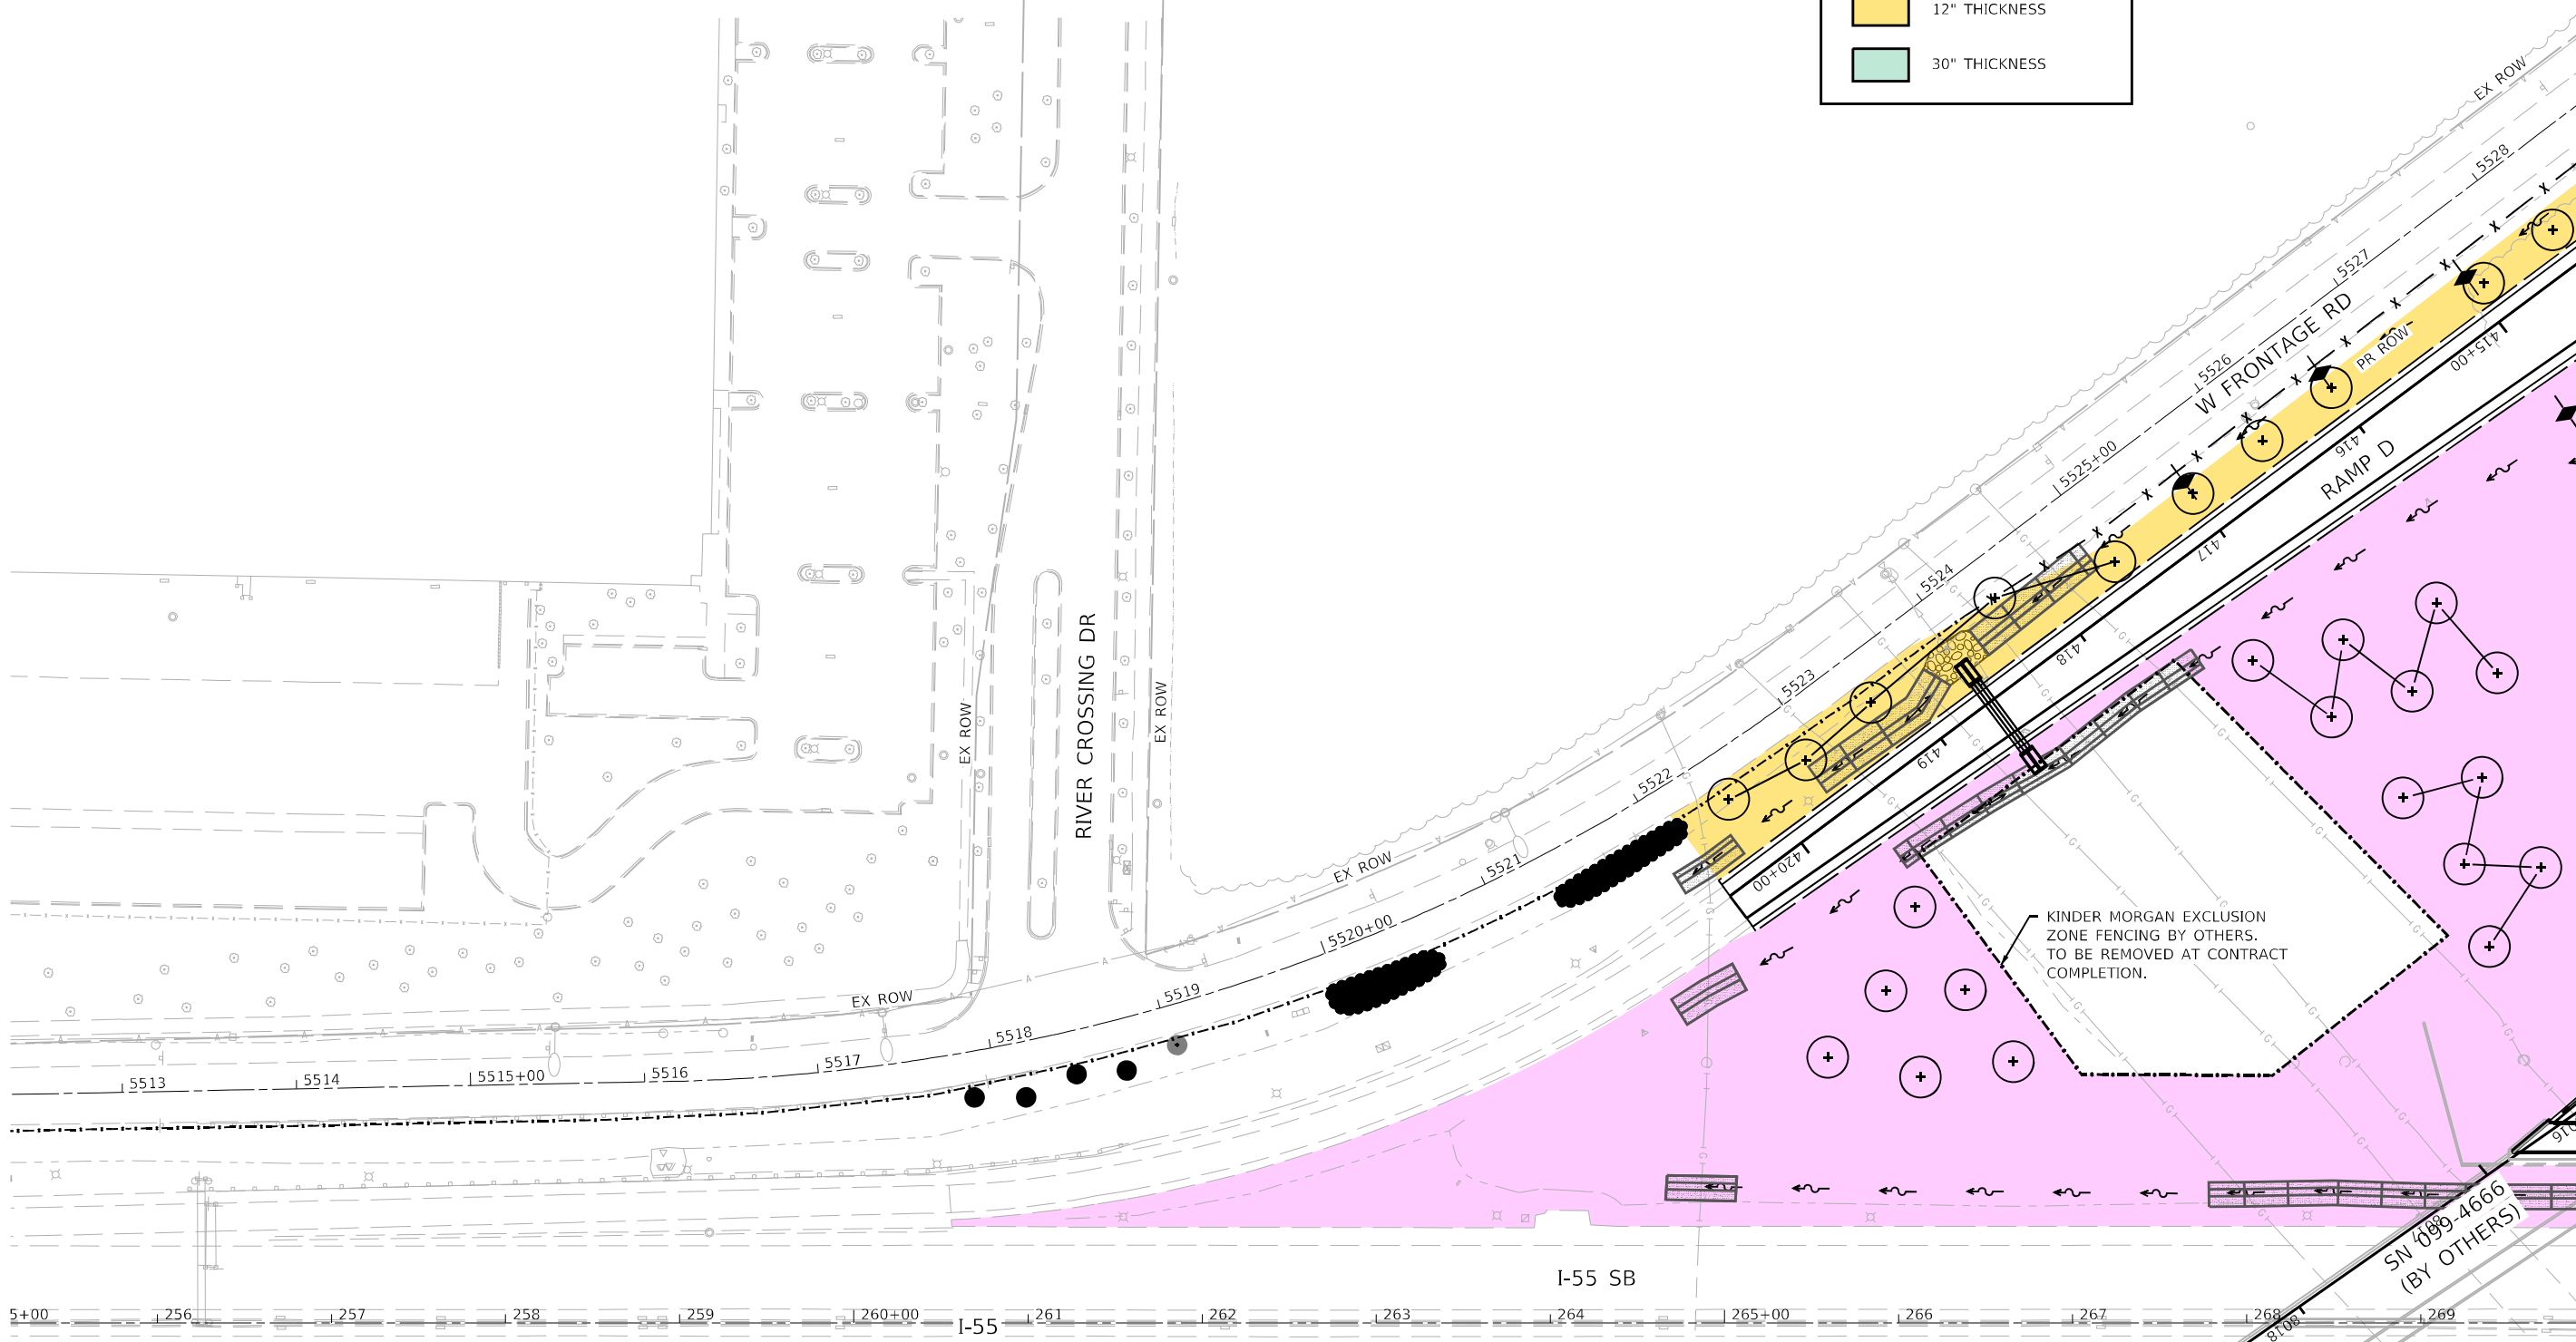 12" THICKNESS
30" THICKNESS
EX ROW
5528
5527
W FRONTAGE RD
PR ROW
5526
415+00
416
RAMP D
5525+00
417
5524
418
5523
419
5522
420+00
5521
EX ROW
5520+00
RIVER CROSSING DR
EX ROW
EX ROW
KINDER MORGAN EXCLUSION
ZONE FENCING BY OTHERS.
TO BE REMOVED AT CONTRACT
COMPLETION.
EX ROW
5519
5518
5517
5516
5515+00
5514
5513
SN 099-4666
(BY OTHERS)
8018
I-55 SB
5+00
256
257
258
259
260+00
261
262
263
264
265+00
266
267
268
269
I-55